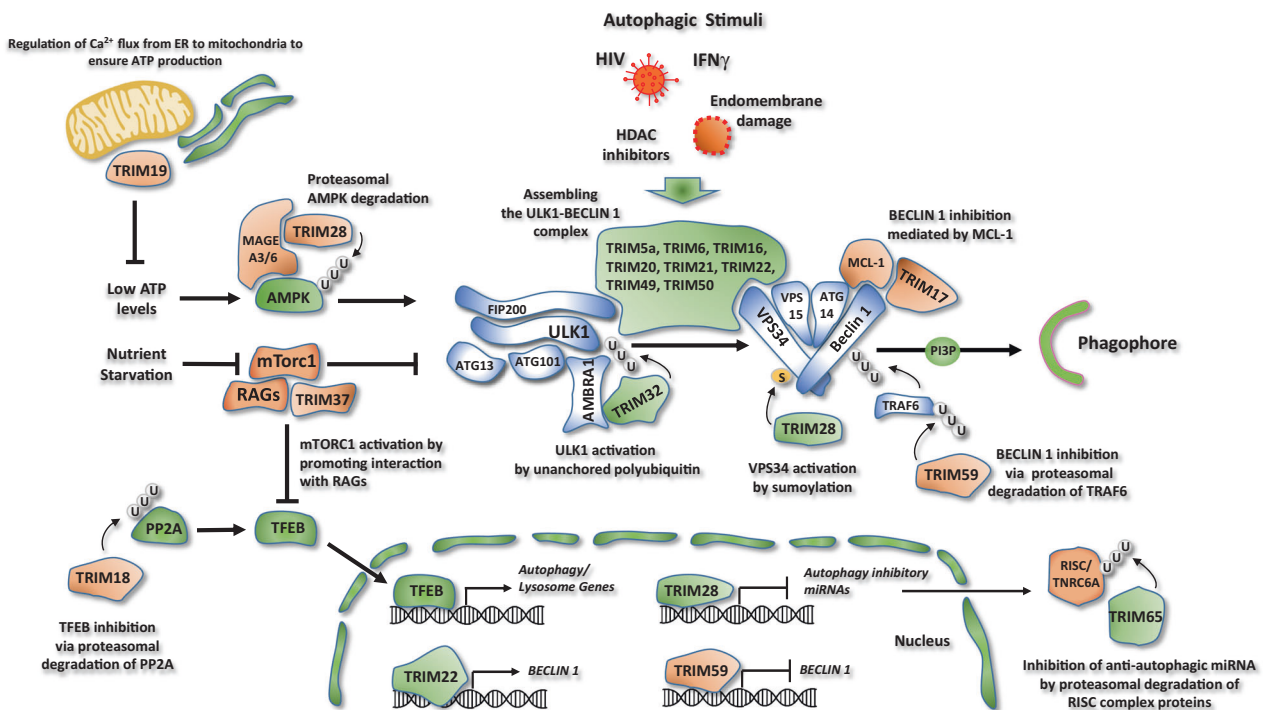 Autophagic Stimuli
HIV
IFNγ
Endomembrane
damage
HDAC
inhibitors
Regulation of Ca²⁺ flux from ER to mitochondria to
ensure ATP production
TRIM19
Proteasomal
AMPK degradation
MAGE
A3/6
TRIM28
U
U
U
AMPK
Low ATP
levels
Nutrient
Starvation
mTorc1
RAGs
TRIM37
mTORC1 activation by
promoting interaction
with RAGs
Assembling
the ULK1-BECLIN 1
complex
TRIM5a, TRIM6, TRIM16,
TRIM20, TRIM21, TRIM22,
TRIM49, TRIM50
FIP200
ULK1
ATG13
ATG101
AMBRA1
U
U
U
TRIM32
ULK1 activation
by unanchored polyubiquitin
BECLIN 1 inhibition
mediated by MCL-1
MCL-1
TRIM17
VPS34
VPS
15
ATG
14
Beclin 1
S
TRIM28
VPS34 activation
by sumoylation
U
U
U
TRAF6
U
U
U
TRIM59
BECLIN 1 inhibition
via proteasomal
degradation of TRAF6
PI3P
Phagophore
U
U
U
PP2A
TFEB
TRIM18
TFEB inhibition
via proteasomal
degradation of PP2A
TFEB
Autophagy/
Lysosome Genes
TRIM28
Autophagy inhibitory
miRNAs
TRIM22
BECLIN 1
TRIM59
BECLIN 1
Nucleus
RISC/
TNRC6A
U
U
U
TRIM65
Inhibition of anti-autophagic miRNA
by proteasomal degradation of
RISC complex proteins